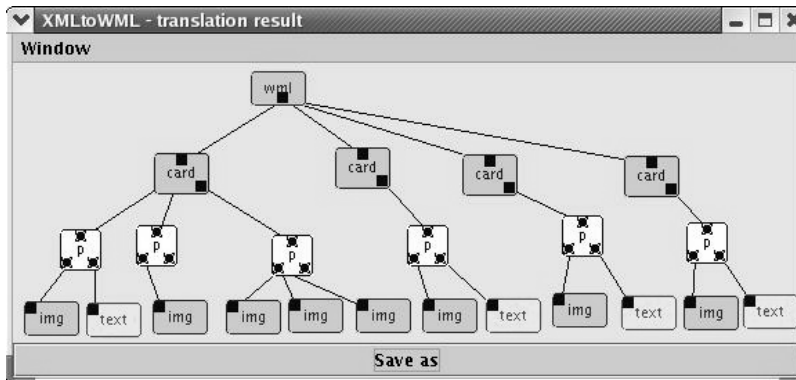 XMLtoWML - translation result
Window
wml
card card card card
p p p p p p
img text img img img img img text img text img text
Save as